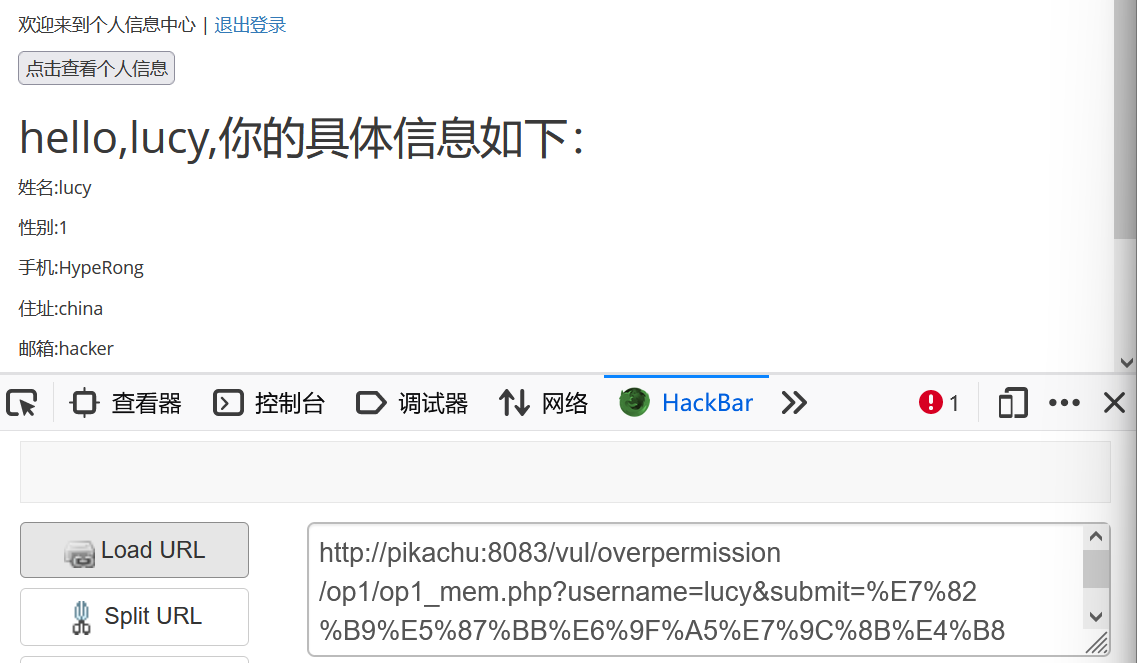 欢迎来到个人信息中心 | 退出登录
点击查看个人信息
hello,lucy,你的具体信息如下：
姓名:lucy
性别:1
手机:HypeRong
住址:china
邮箱:hacker
查看器 控制台 调试器 网络 HackBar 1
Load URL
http://pikachu:8083/vul/overpermission
/op1/op1_mem.php?username=lucy&submit=%E7%82
Split URL
%B9%E5%87%BB%E6%9F%A5%E7%9C%8B%E4%B8